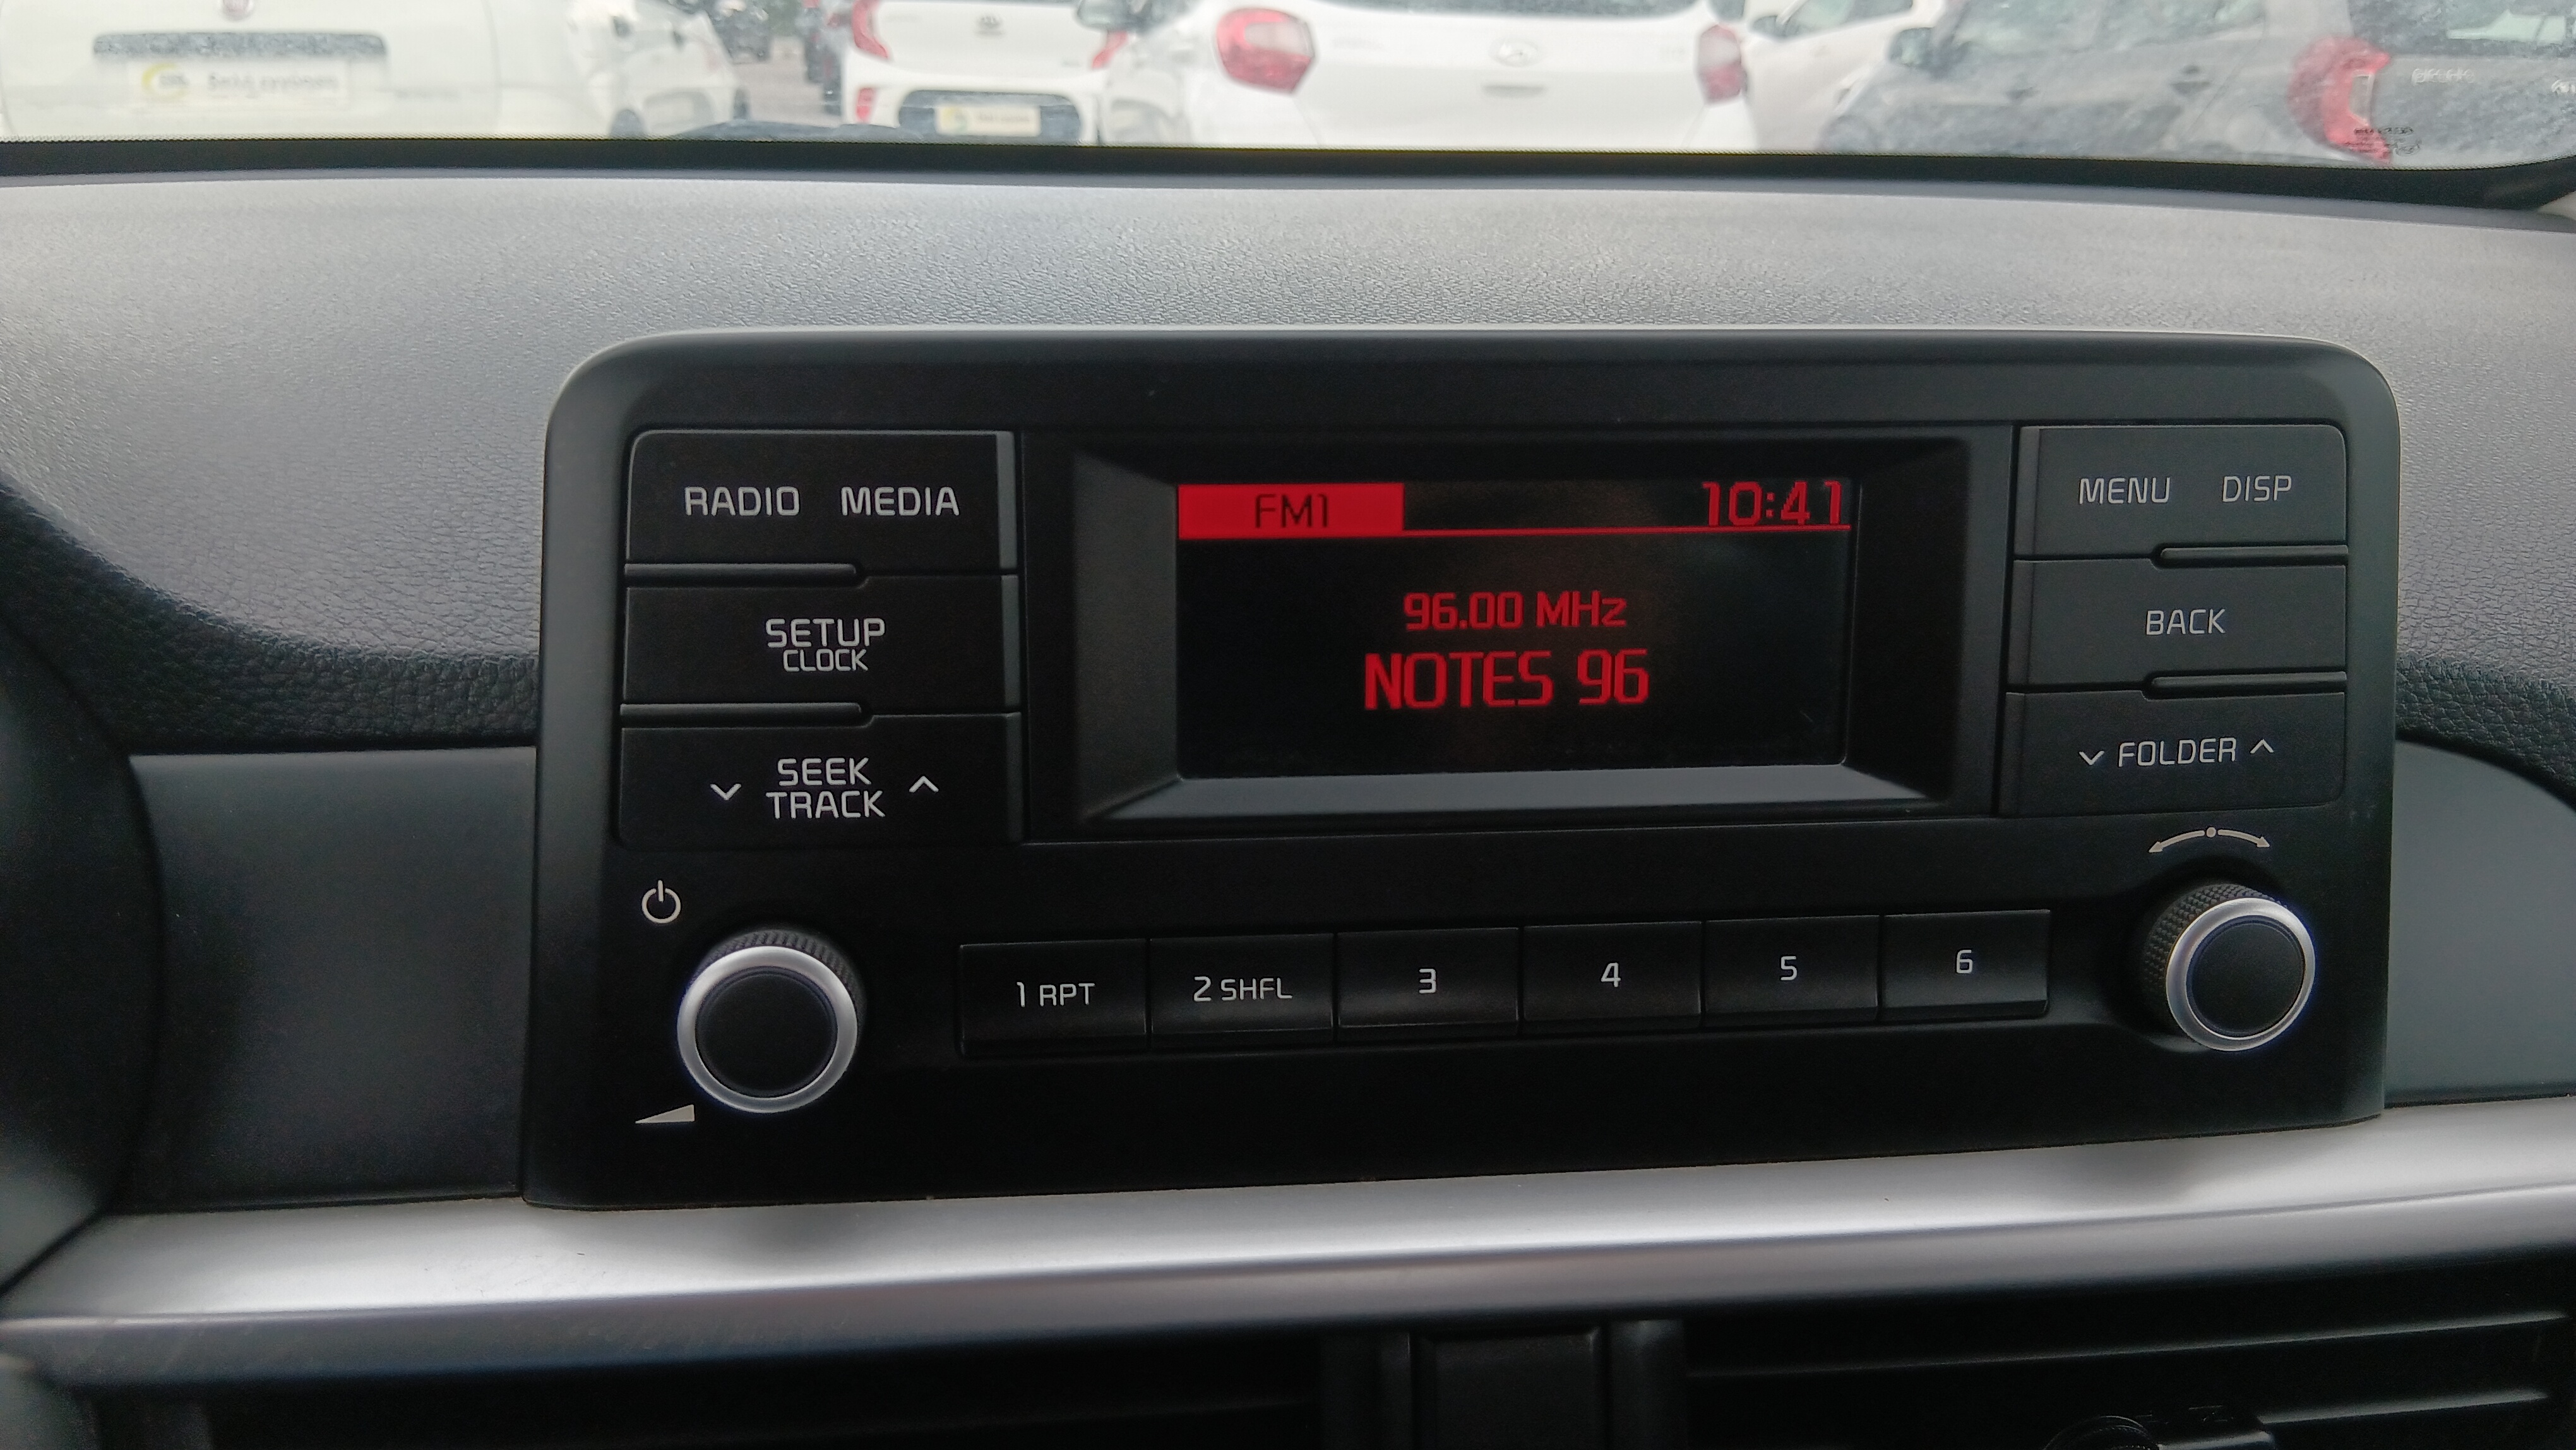 RADIO MEDIA
SETUP
CLOCK
SEEK
TRACK
FM1 10:41
96.00 MHz
NOTES 96
MENU DISP
BACK
FOLDER
1 RPT 2 SHFL 3 4 5 6